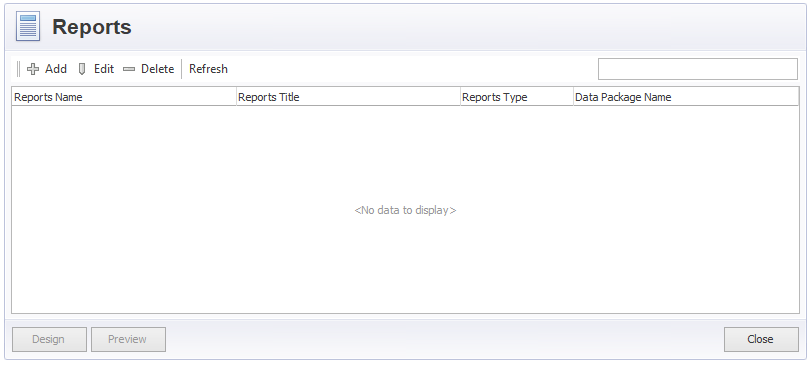 Reports
Add Edit Delete Refresh
Reports Name Reports Title Reports Type Data Package Name
<No data to display>
Design Preview Close